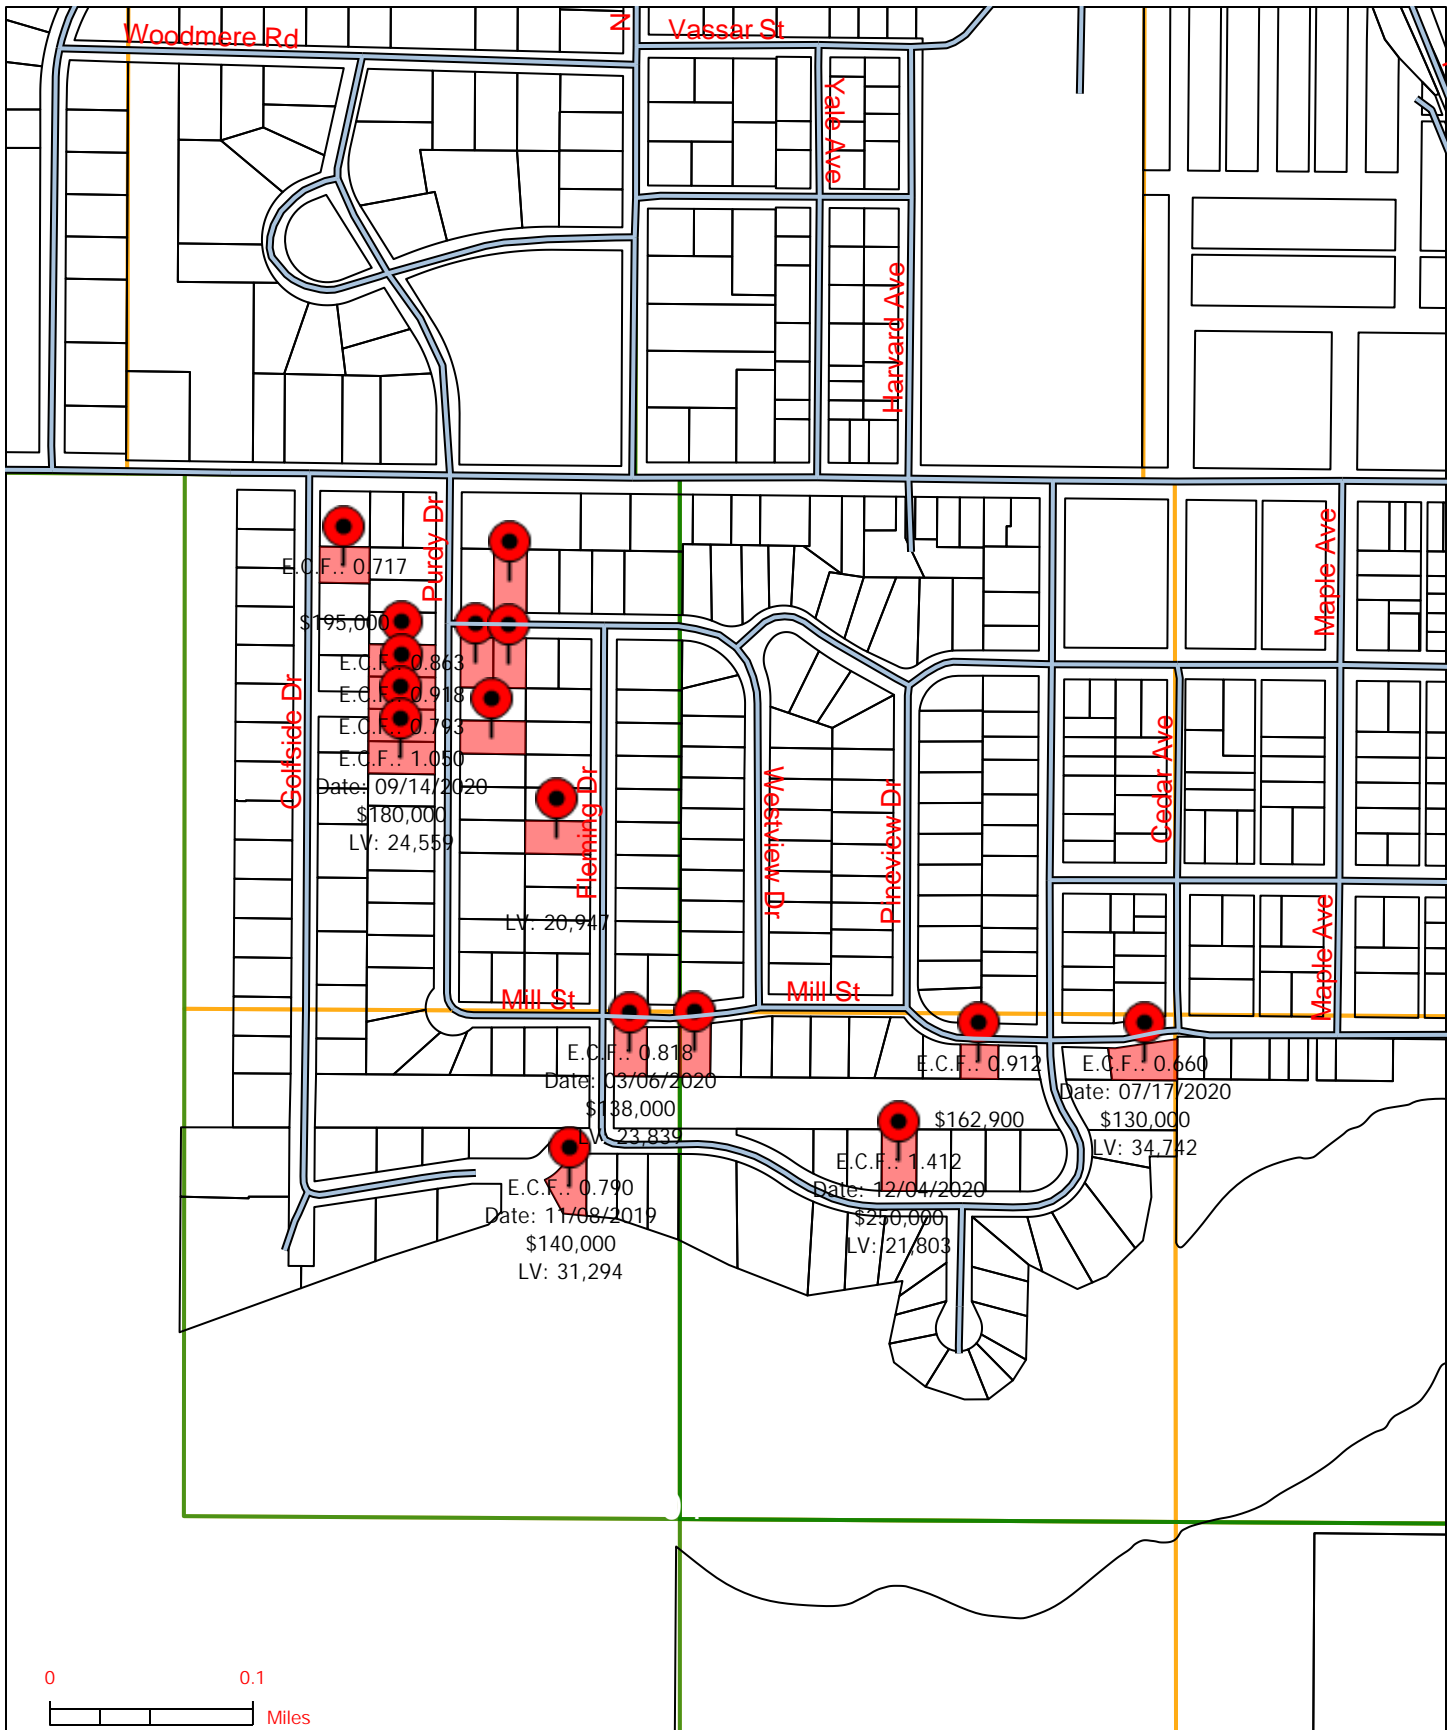 N
Woodmere Rd
Vassar St
Yale Ave
Harvard Ave
Purdy Dr
Maple Ave
E.C.F.: 0.717
$195,000
E.C.F.: 0.863
E.C.F.: 0.918
E.C.F.: 0.793
E.C.F.: 1.050
Date: 09/14/2020
$180,000
LV: 24,559
Golfside Dr
Fleming Dr
Westview Dr
Pineview Dr
Cedar Ave
LV: 20,947
Mill St
Mill St
Maple Ave
E.C.F.: 0.818
Date: 03/06/2020
$138,000
LV: 23,839
E.C.F.: 0.912
$162,900
E.C.F.: 0.660
Date: 07/17/2020
$130,000
LV: 34,742
E.C.F.: 0.790
Date: 11/08/2019
$140,000
LV: 31,294
E.C.F.: 1.412
Date: 12/04/2020
$250,000
LV: 21,803
0
0.1
Miles